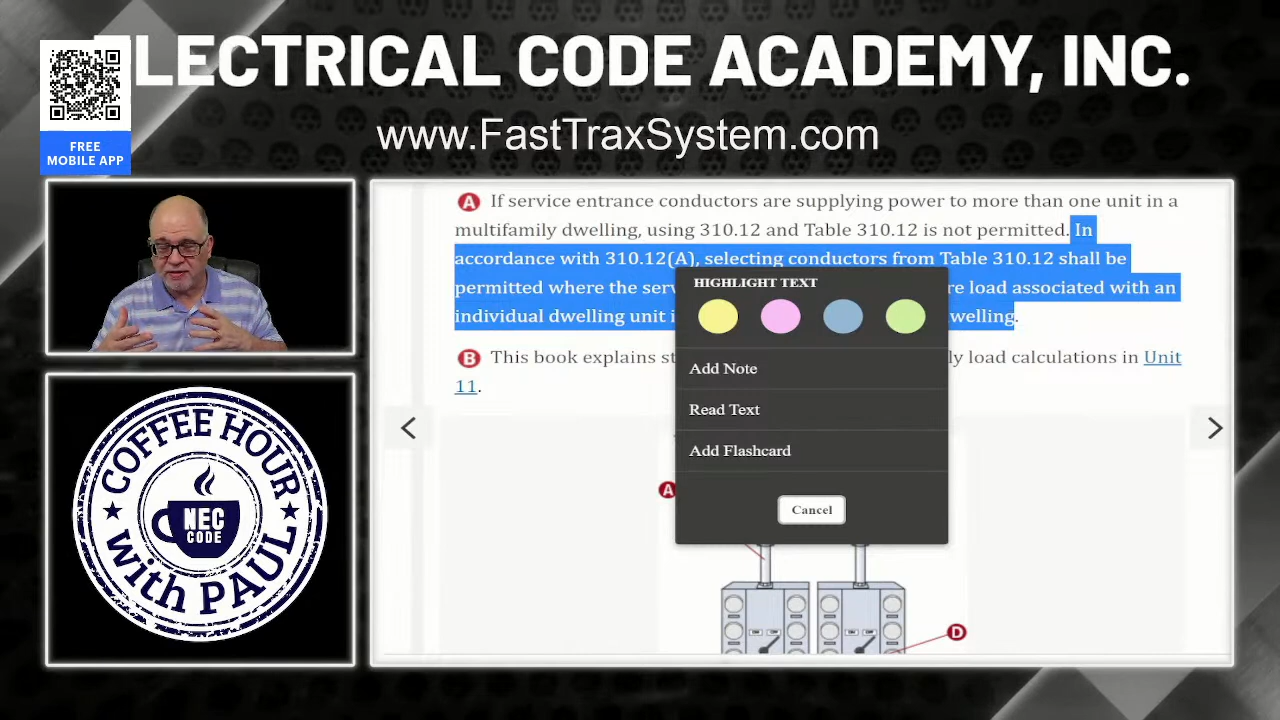 ELECTRICAL CODE ACADEMY, INC.
www.FastTraxSystem.com
FREE
MOBILE APP
A If service entrance conductors are supplying power to more than one unit in a
multifamily dwelling, using 310.12 and Table 310.12 is not permitted. In
accordance with 310.12(A), selecting conductors from Table 310.12 shall be
permitted where the load associated with an
individual dwelling unit
B This book explains load calculations in Unit
11.
HIGHLIGHT TEXT
Add Note
Read Text
Add Flashcard
Cancel
A
D
COFFEE HOUR
NEC
CODE
with PAUL